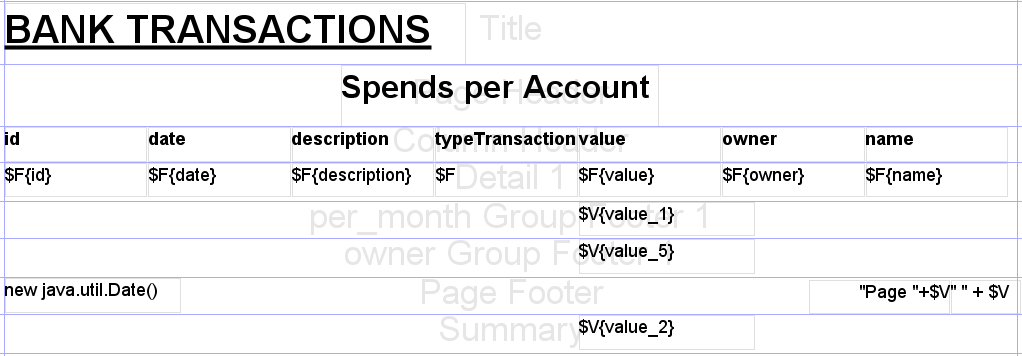 BANK TRANSACTIONS Title
Spends per Account
Page Header
id date description typeTransaction value owner name
Column Header
$F{id} $F{date} $F{description} $F $F{value} $F{owner} $F{name}
Detail 1
per_month Group Footer 1 $V{value_1}
owner Group Footer $V{value_5}
new java.util.Date() Page Footer "Page "+$V" " + $V
Summary $V{value_2}